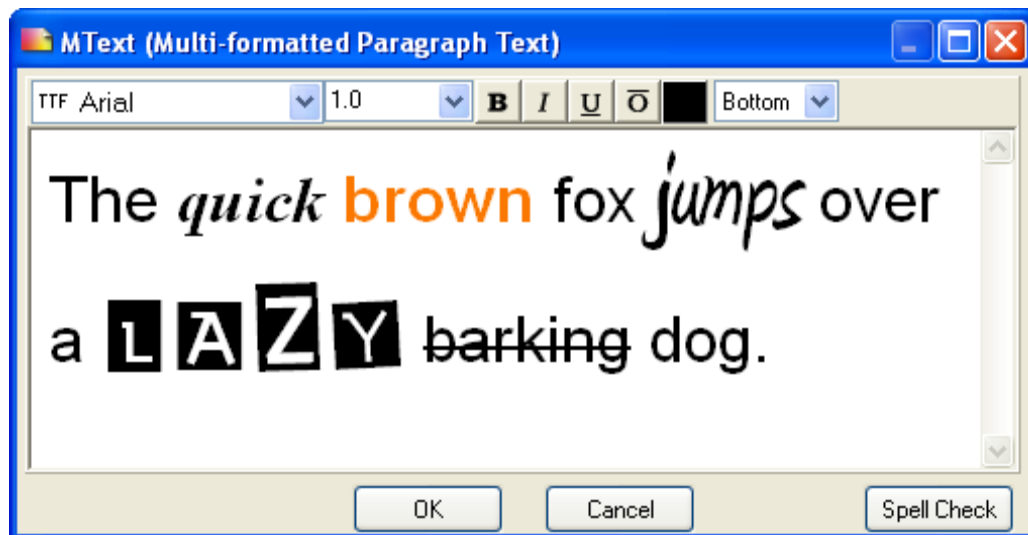 MText (Multi-formatted Paragraph Text)
TTF Arial 1.0 B I U O Bottom
The quick brown fox jumps over
a LAZY barking dog.
OK Cancel Spell Check